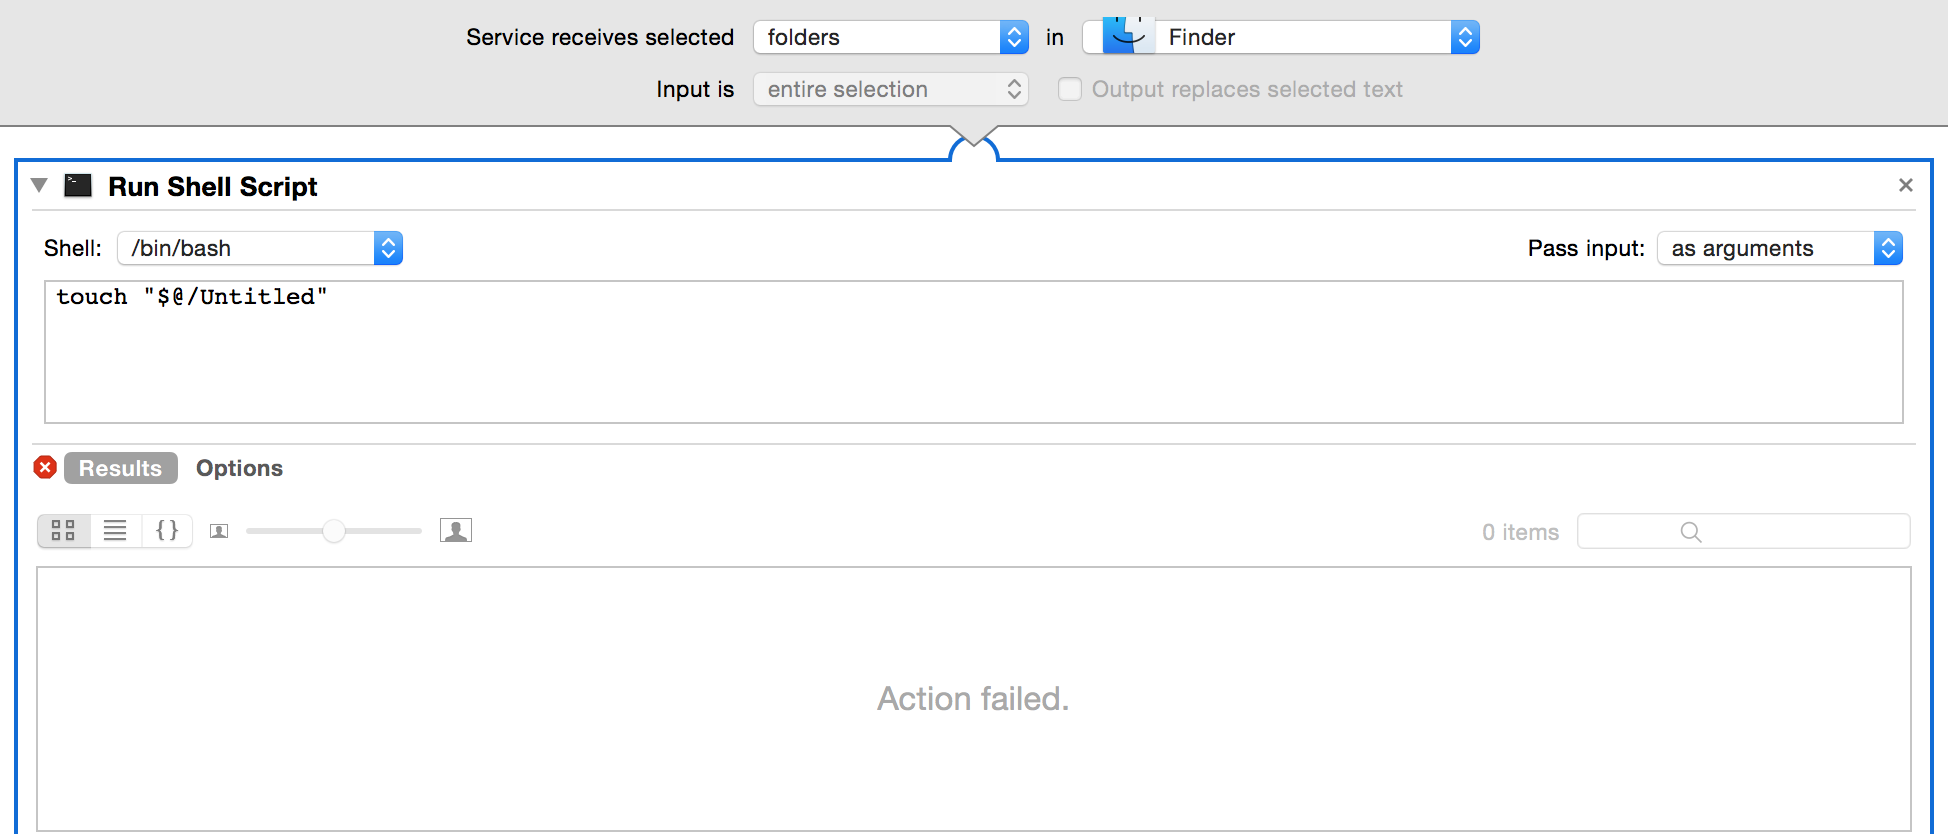 Service receives selected folders in Finder
Input is entire selection Output replaces selected text
Run Shell Script
Shell: /bin/bash Pass input: as arguments
touch "$@/Untitled"
Results Options
{ } 0 items
Action failed.